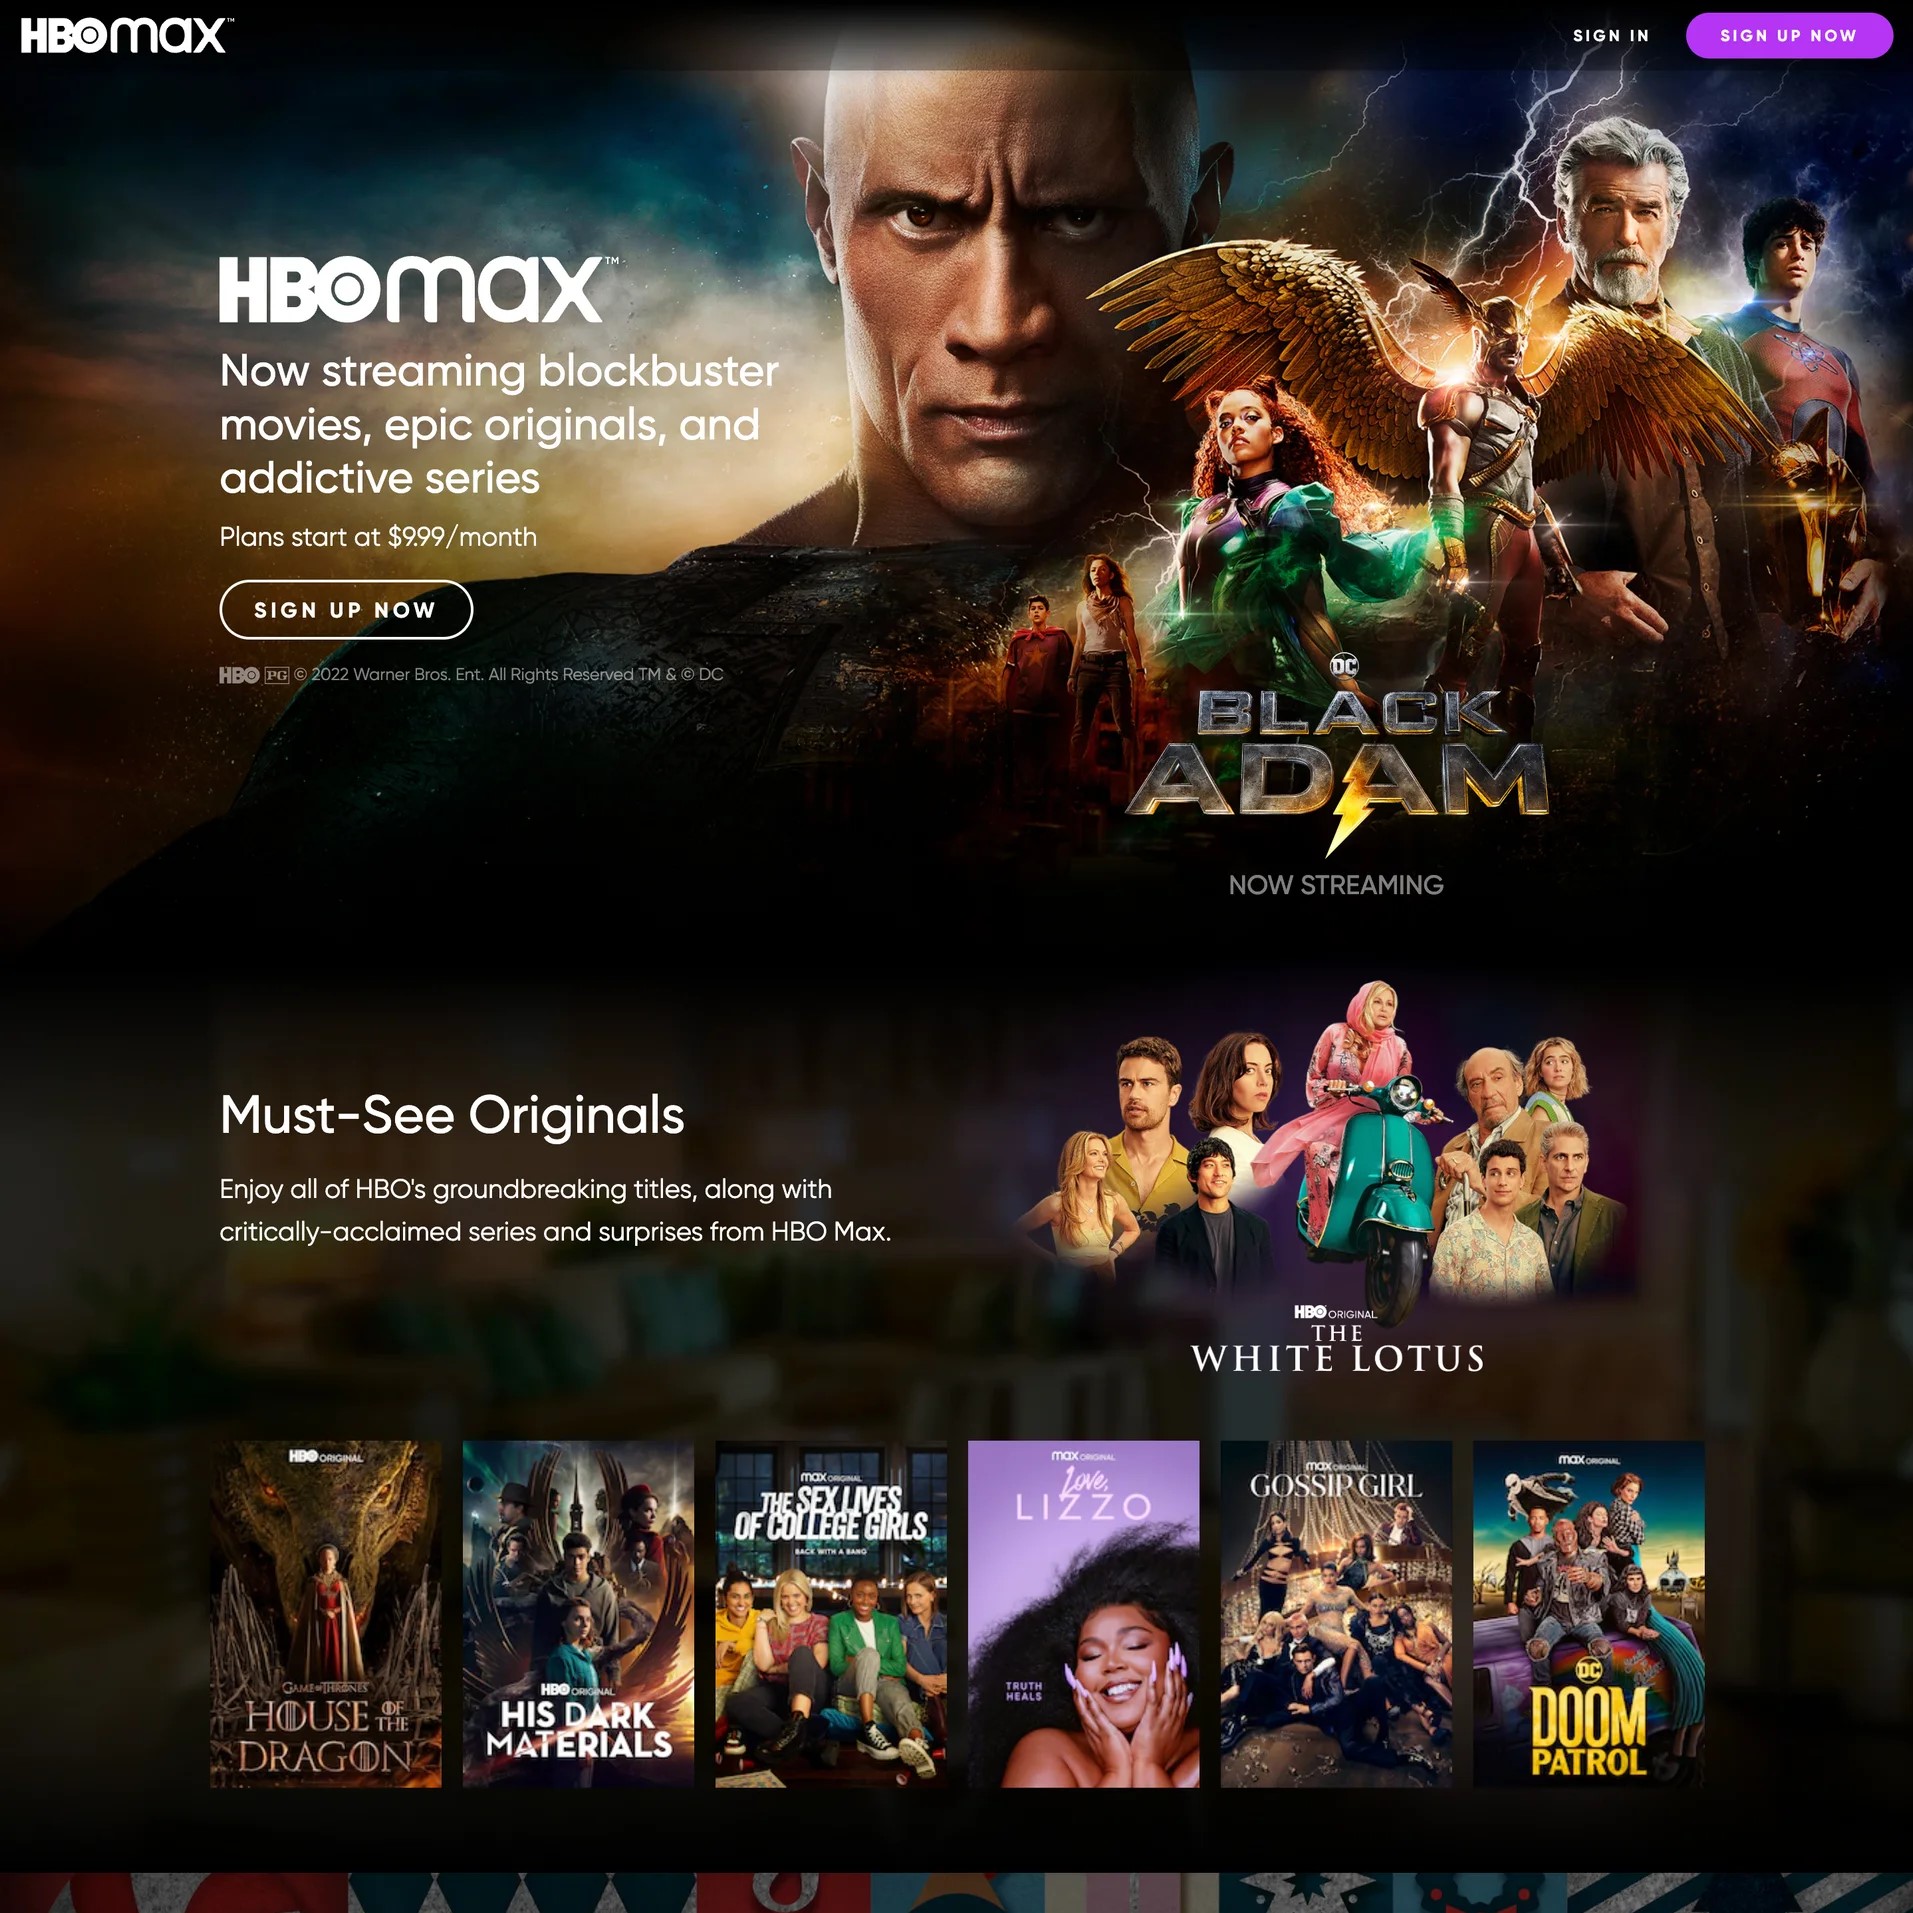 HBOmax™
SIGN IN
SIGN UP NOW
HBOmax™
Now streaming blockbuster
movies, epic originals, and
addictive series
Plans start at $9.99/month
SIGN UP NOW
HBO PG © 2022 Warner Bros. Ent. All Rights Reserved TM & © DC
DC
BLACK
ADAM
NOW STREAMING
Must-See Originals
Enjoy all of HBO's groundbreaking titles, along with
critically-acclaimed series and surprises from HBO Max.
HBO ORIGINAL
THE
WHITE LOTUS
HBO ORIGINAL
GAME OF THRONES
HOUSE OF THE
DRAGON
HBO ORIGINAL
HIS DARK
MATERIALS
max ORIGINAL
THE SEX LIVES
OF COLLEGE GIRLS
BACK WITH A BANG
max ORIGINAL
Love,
LIZZO
TRUTH
HEALS
max ORIGINAL
GOSSIP GIRL
max ORIGINAL
DC
DOOM
PATROL